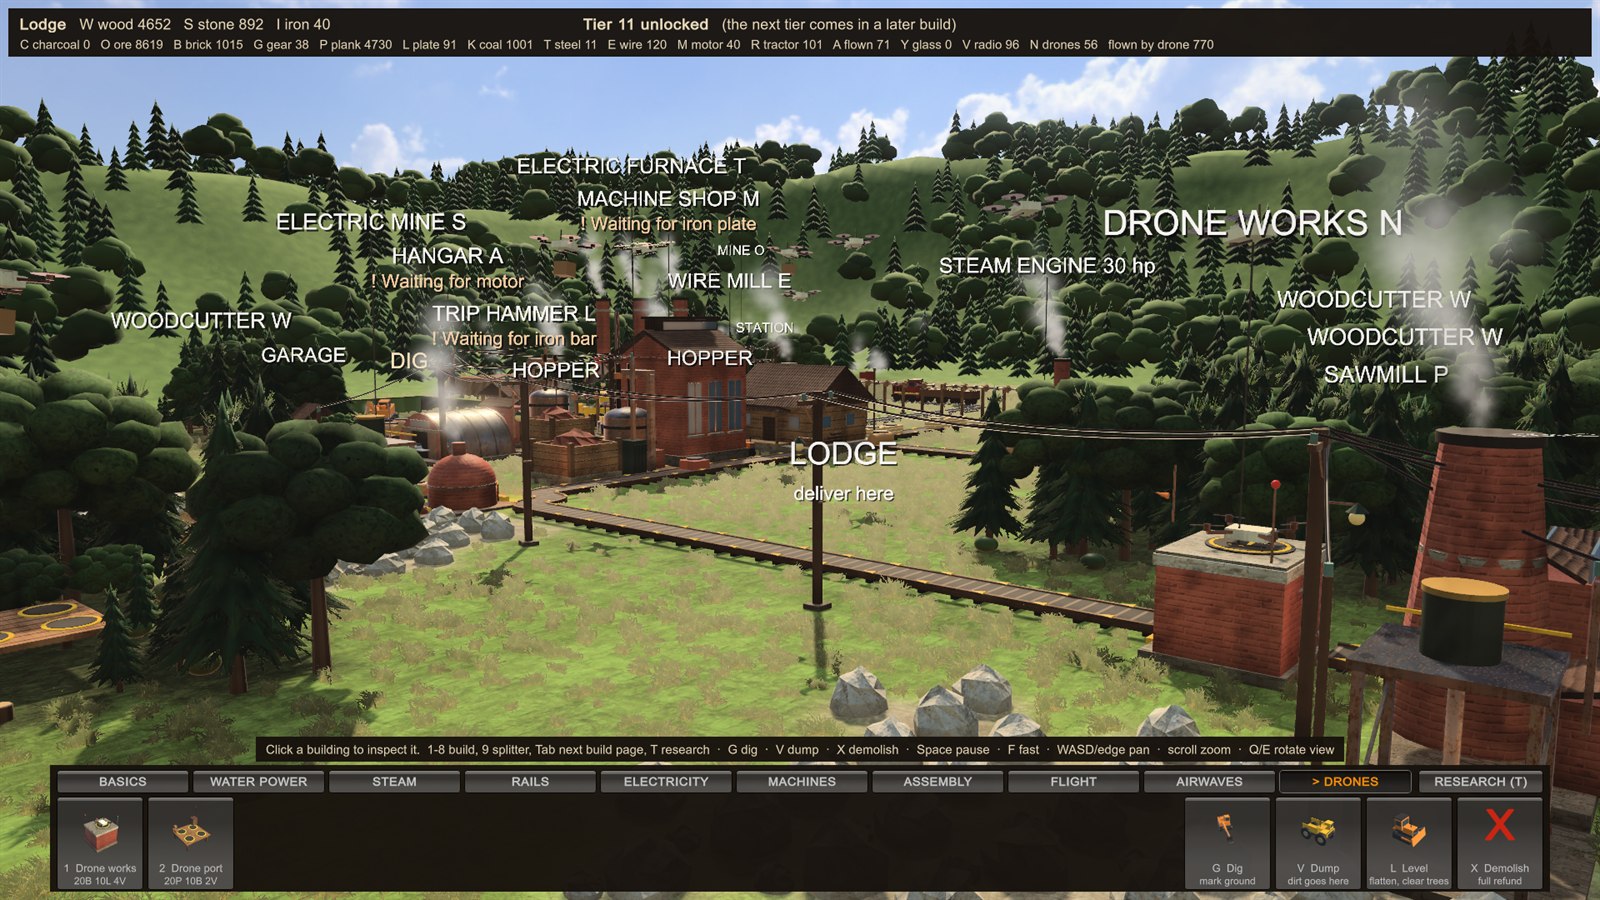 Lodge W wood 4652 S stone 892 I iron 40
Tier 11 unlocked (the next tier comes in a later build)
C charcoal 0 O ore 8619 B brick 1015 G gear 38 P plank 4730 L plate 91 K coal 1001 T steel 11 E wire 120 M motor 40 R tractor 101 A flown 71 Y glass 0 V radio 96 N drones 56 flown by drone 770
ELECTRIC FURNACE T
MACHINE SHOP M
! Waiting for iron plate
ELECTRIC MINE S
DRONE WORKS N
MINE O
HANGAR A
! Waiting for motor
STEAM ENGINE 30 hp
WIRE MILL E
WOODCUTTER W
TRIP HAMMER L
! Waiting for iron bar
WOODCUTTER W
STATION
WOODCUTTER W
GARAGE
DIG
HOPPER
HOPPER
SAWMILL P
LODGE
deliver here
Click a building to inspect it. 1-8 build, 9 splitter, Tab next build page, T research · G dig · V dump · X demolish · Space pause · F fast · WASD/edge pan · scroll zoom · Q/E rotate view
BASICS
WATER POWER
STEAM
RAILS
ELECTRICITY
MACHINES
ASSEMBLY
FLIGHT
AIRWAVES
> DRONES
RESEARCH (T)
1 Drone works
20B 10L 4V
2 Drone port
20P 10B 2V
G Dig
mark ground
V Dump
dirt goes here
L Level
flatten, clear trees
X Demolish
full refund